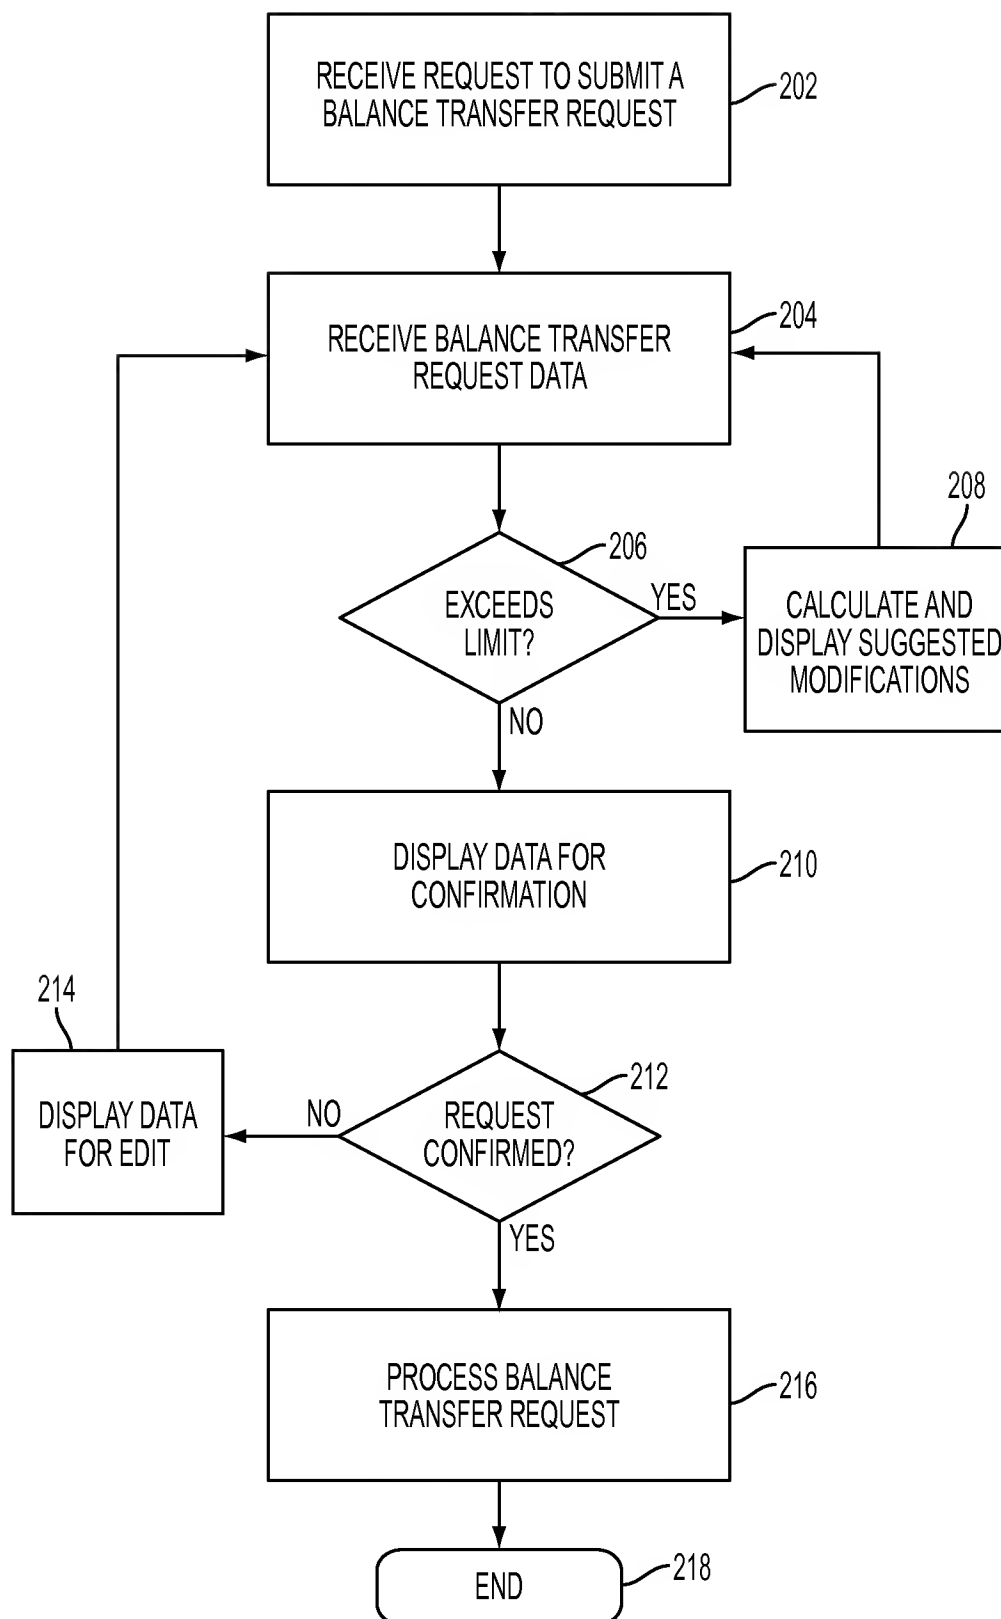 RECEIVE REQUEST TO SUBMIT A
BALANCE TRANSFER REQUEST
202
RECEIVE BALANCE TRANSFER
REQUEST DATA
204
EXCEEDS
LIMIT?
206
YES
NO
208
CALCULATE AND
DISPLAY SUGGESTED
MODIFICATIONS
DISPLAY DATA FOR
CONFIRMATION
210
214
DISPLAY DATA
FOR EDIT
NO
REQUEST
CONFIRMED?
212
YES
PROCESS BALANCE
TRANSFER REQUEST
216
END
218